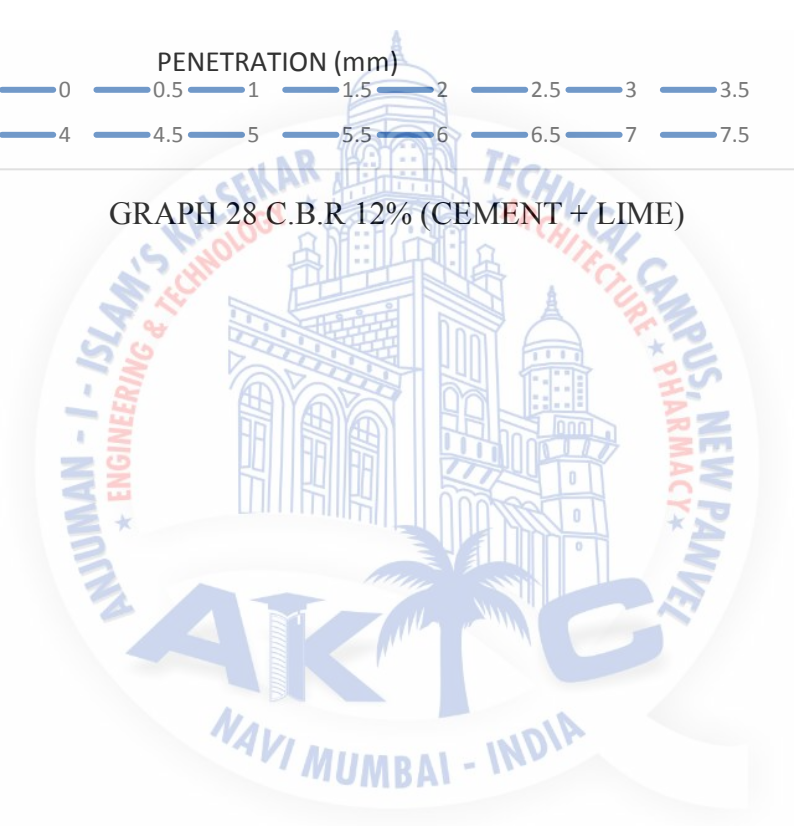 PENETRATION (mm)
0 0.5 1 1.5 2 2.5 3 3.5
4 4.5 5 5.5 6 6.5 7 7.5
GRAPH 28 C.B.R 12% (CEMENT + LIME)
ANJUMAN - I - ISLAM'S KALSEKAR TECHNICAL CAMPUS, NEW PANVEL
★ ENGINEERING & TECHNOLOGY ★ ARCHITECTURE ★ PHARMACY ★
AKTC
NAVI MUMBAI - INDIA